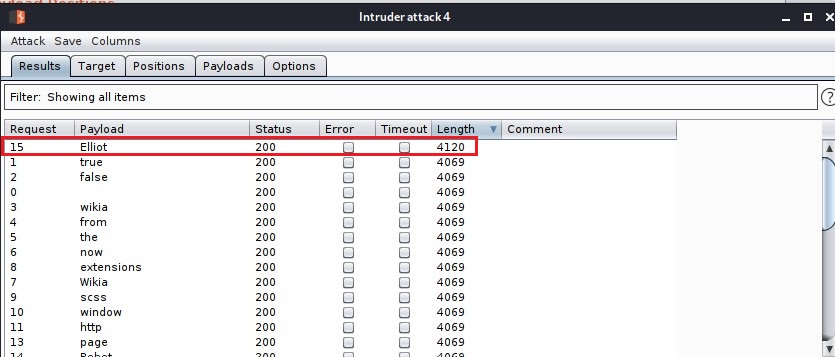 Payload Positions
Intruder attack 4
Attack Save Columns
Results Target Positions Payloads Options
Filter: Showing all items ?
Request Payload Status Error Timeout Length Comment
15 Elliot 200 4120
1 true 200 4069
2 false 200 4069
0 200 4069
3 wikia 200 4069
4 from 200 4069
5 the 200 4069
6 now 200 4069
8 extensions 200 4069
7 Wikia 200 4069
9 scss 200 4069
10 window 200 4069
11 http 200 4069
13 page 200 4069
14 Robot 200 4069